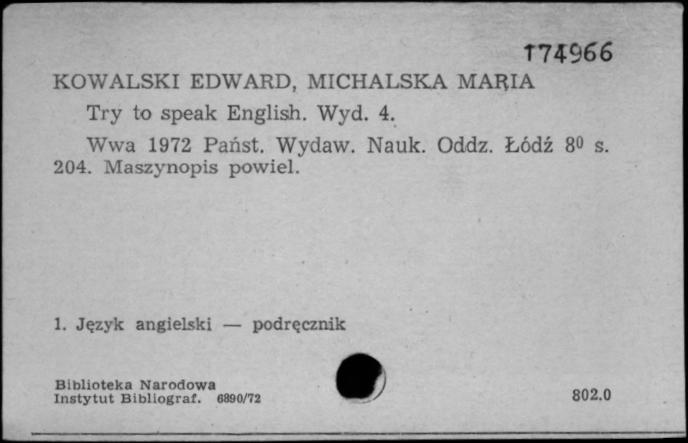 174966
KOWALSKI EDWARD, MICHALSKA MARIA
Try to speak English. Wyd. 4.
Wwa 1972 Państ. Wydaw. Nauk. Oddz. Łódź 8⁰ s.
204. Maszynopis powiel.
1. Język angielski — podręcznik
Biblioteka Narodowa
Instytut Bibliograf. 6890/72
802.0